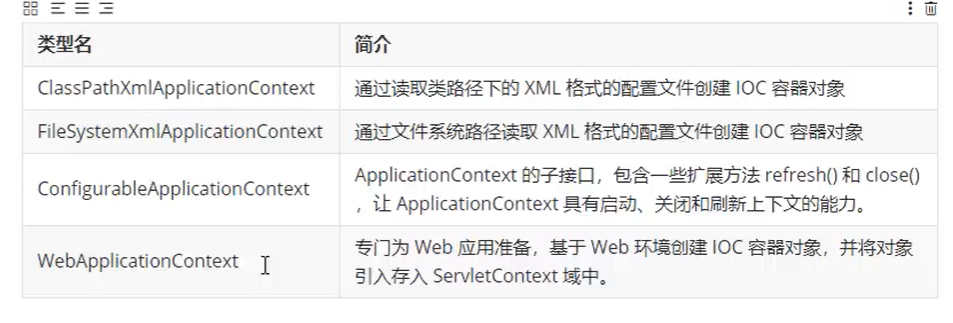 类型名 简介
ClassPathXmlApplicationContext 通过读取类路径下的 XML 格式的配置文件创建 IOC 容器对象
FileSystemXmlApplicationContext 通过文件系统路径读取 XML 格式的配置文件创建 IOC 容器对象
ConfigurableApplicationContext ApplicationContext 的子接口，包含一些扩展方法 refresh() 和 close()
，让 ApplicationContext 具有启动、关闭和刷新上下文的能力。
WebApplicationContext 专门为 Web 应用准备，基于 Web 环境创建 IOC 容器对象，并将对象
引入存入 ServletContext 域中。